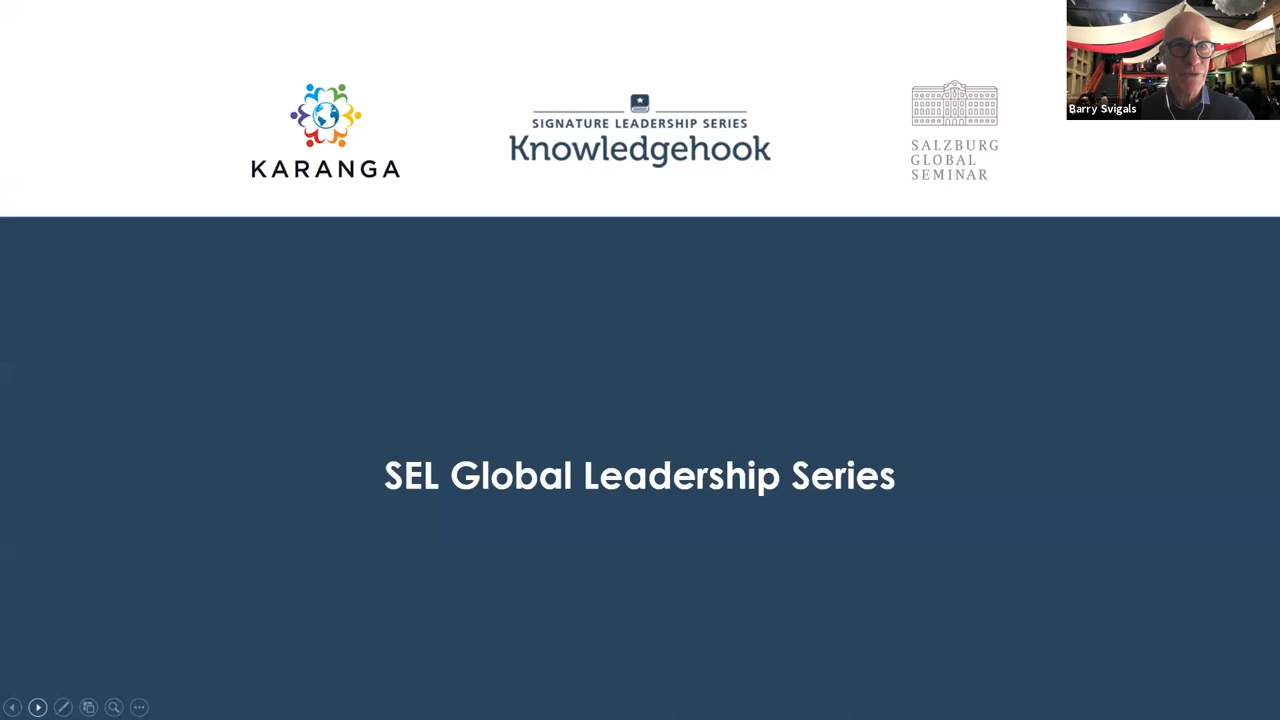 KARANGA
SIGNATURE LEADERSHIP SERIES
Knowledgehook
SALZBURG
GLOBAL
SEMINAR
Barry Svigals
SEL Global Leadership Series